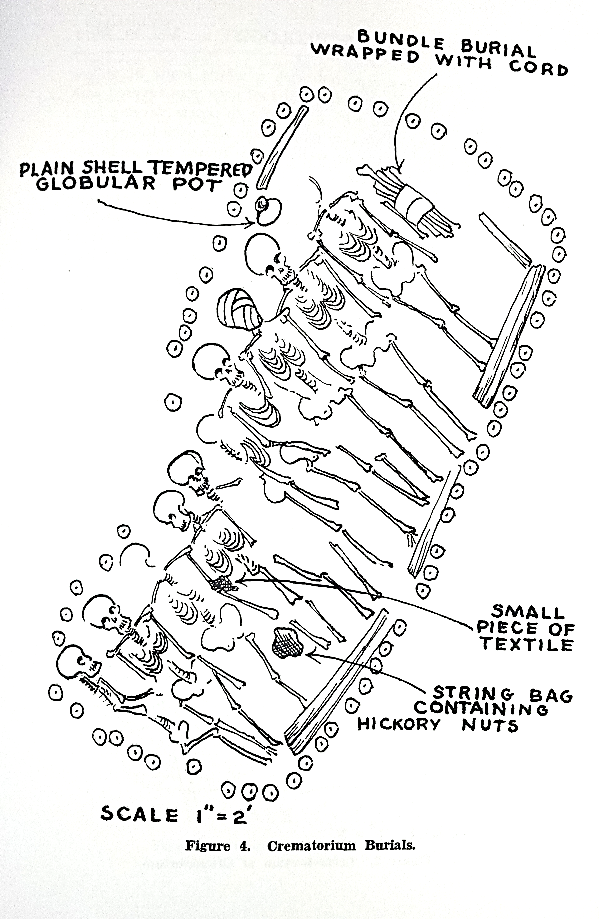 BUNDLE BURIAL
WRAPPED WITH CORD
PLAIN SHELL TEMPERED
GLOBULAR POT
SMALL
PIECE OF
TEXTILE
STRING BAG
CONTAINING
HICKORY NUTS
SCALE 1"=2'
Figure 4. Crematorium Burials.